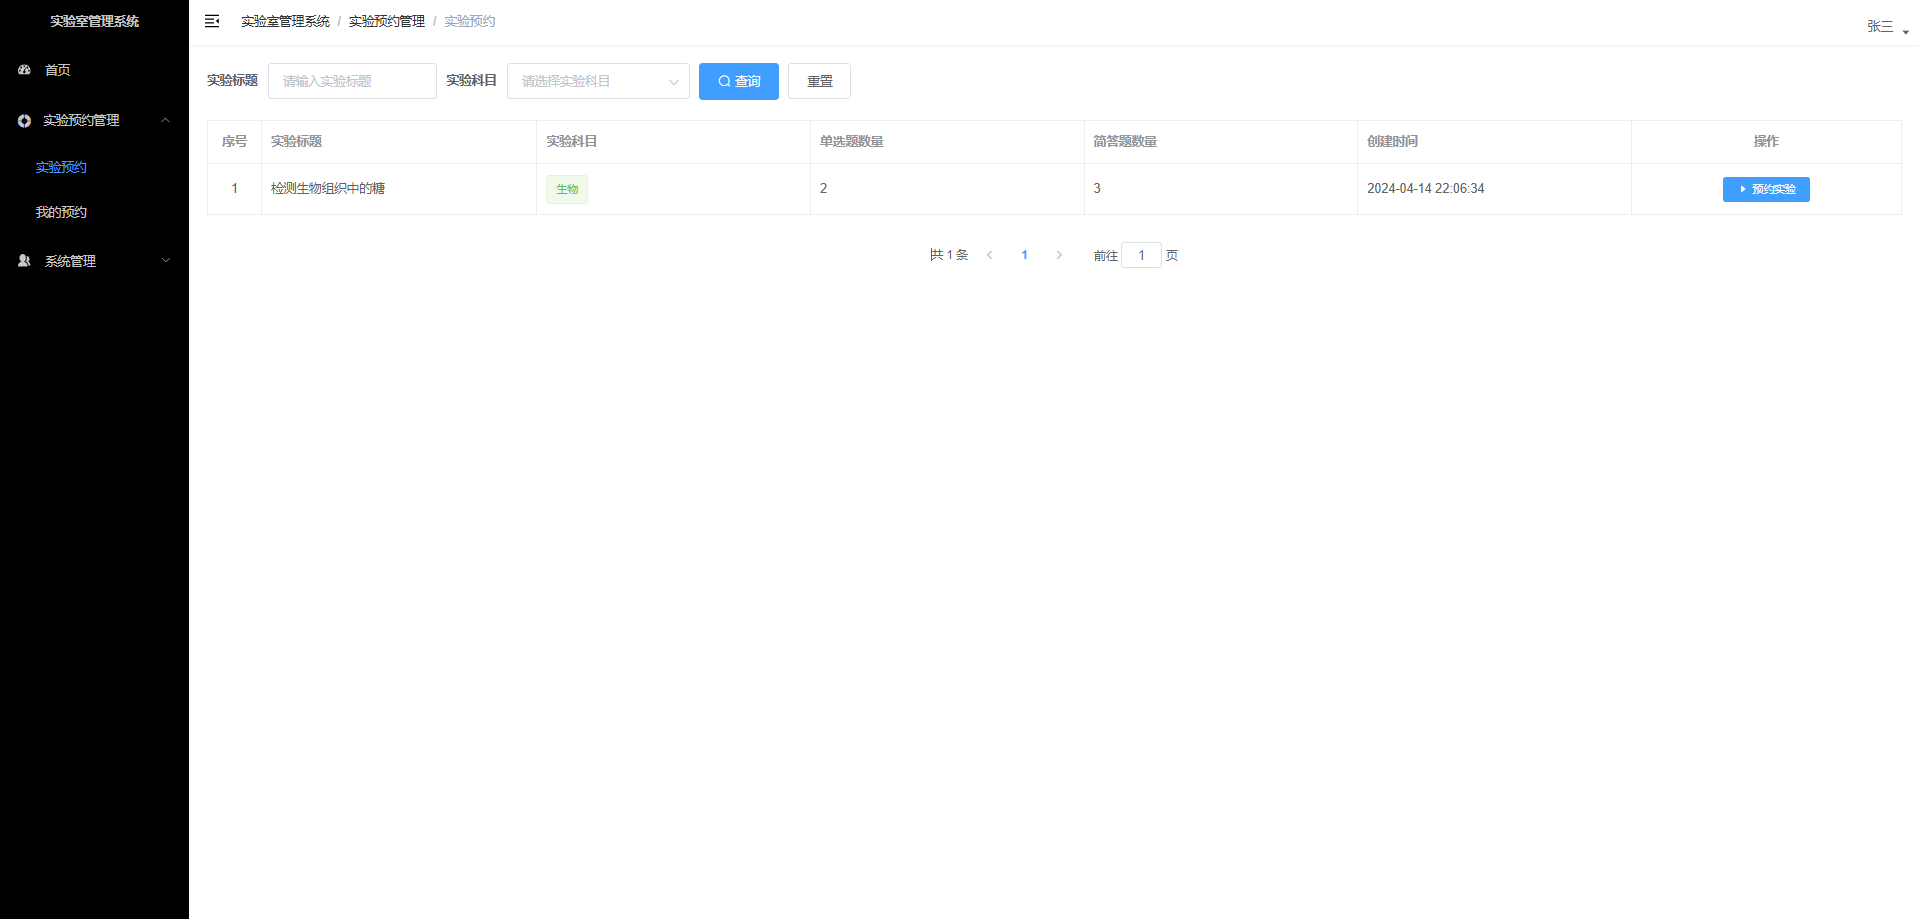 实验室管理系统
首页
实验预约管理
实验预约
我的预约
系统管理
实验室管理系统 / 实验预约管理 / 实验预约
张三
实验标题 请输入实验标题 实验科目 请选择实验科目 查询 重置
序号 实验标题 实验科目 单选题数量 简答题数量 创建时间 操作
1 检测生物组织中的糖 生物 2 3 2024-04-14 22:06:34 预约实验
共 1 条 1 前往 1 页